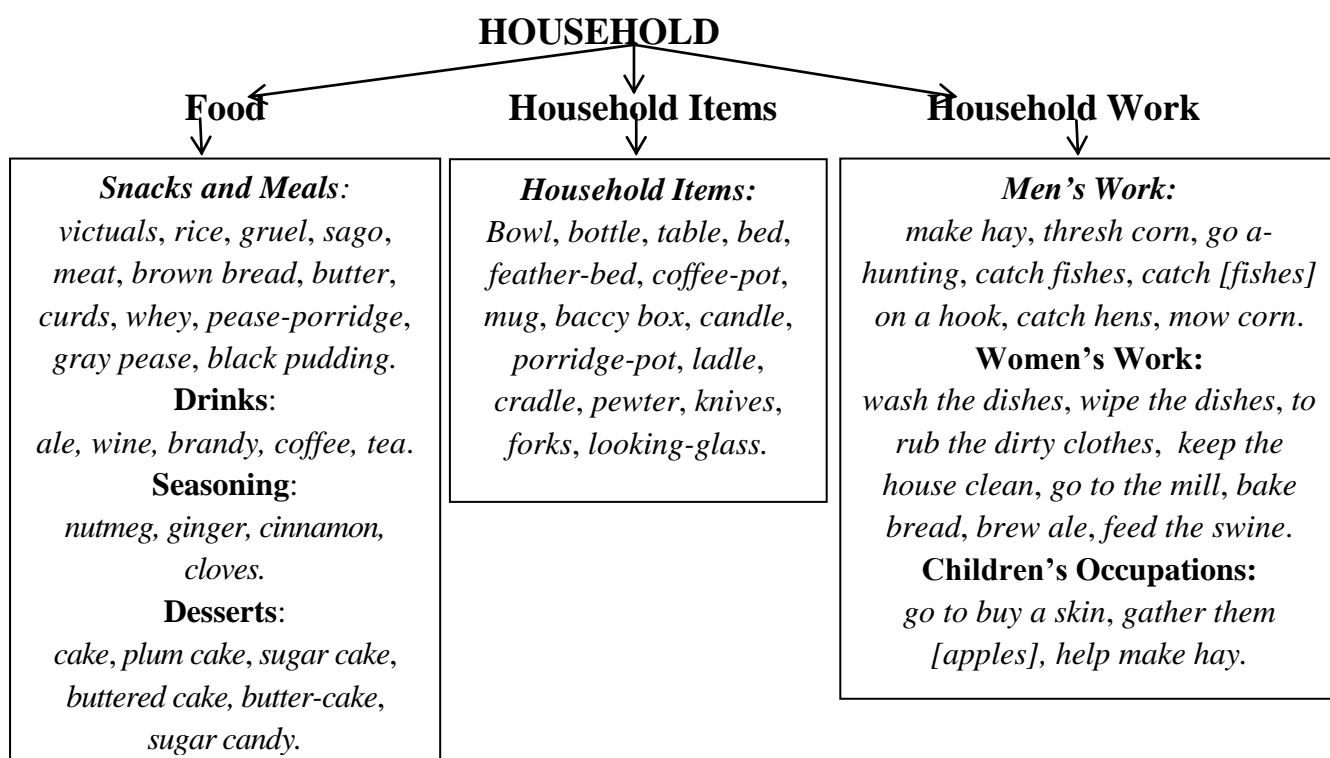 HOUSEHOLD
Food
Household Items
Household Work
Snacks and Meals:
victuals, rice, gruel, sago,
meat, brown bread, butter,
curds, whey, pease-porridge,
gray pease, black pudding.
Drinks:
ale, wine, brandy, coffee, tea.
Seasoning:
nutmeg, ginger, cinnamon,
cloves.
Desserts:
cake, plum cake, sugar cake,
buttered cake, butter-cake,
sugar candy.
Household Items:
Bowl, bottle, table, bed,
feather-bed, coffee-pot,
mug, baccy box, candle,
porridge-pot, ladle,
cradle, pewter, knives,
forks, looking-glass.
Men’s Work:
make hay, thresh corn, go a-
hunting, catch fishes, catch [fishes]
on a hook, catch hens, mow corn.
Women’s Work:
wash the dishes, wipe the dishes, to
rub the dirty clothes, keep the
house clean, go to the mill, bake
bread, brew ale, feed the swine.
Children’s Occupations:
go to buy a skin, gather them
[apples], help make hay.